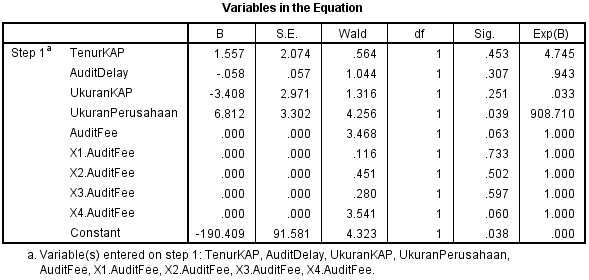 Variables in the Equation
B S.E. Wald df Sig. Exp(B)
Step 1a TenurKAP 1.557 2.074 .564 1 .453 4.745
AuditDelay -.058 .057 1.044 1 .307 .943
UkuranKAP -3.408 2.971 1.316 1 .251 .033
UkuranPerusahaan 6.812 3.302 4.256 1 .039 908.710
AuditFee .000 .000 3.468 1 .063 1.000
X1.AuditFee .000 .000 .116 1 .733 1.000
X2.AuditFee .000 .000 .451 1 .502 1.000
X3.AuditFee .000 .000 .280 1 .597 1.000
X4.AuditFee .000 .000 3.541 1 .060 1.000
Constant -190.409 91.581 4.323 1 .038 .000
a. Variable(s) entered on step 1: TenurKAP, AuditDelay, UkuranKAP, UkuranPerusahaan,
AuditFee, X1.AuditFee, X2.AuditFee, X3.AuditFee, X4.AuditFee.